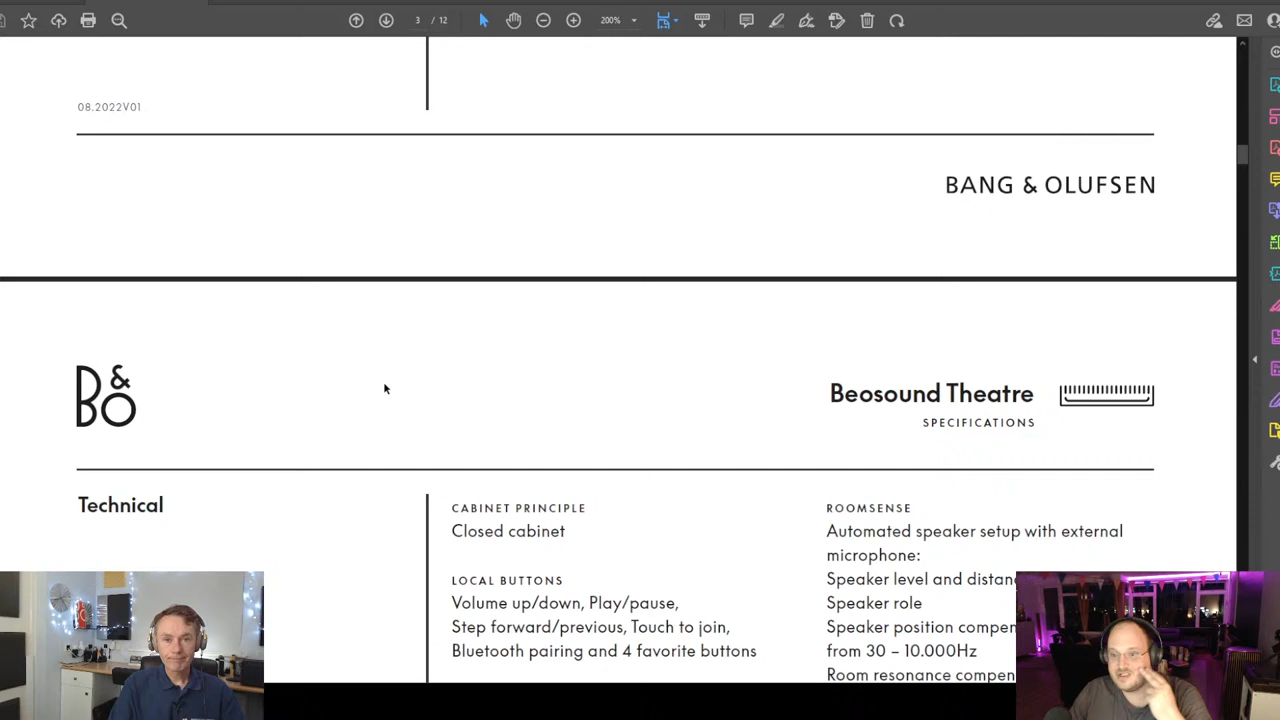 3 / 12
200%
08.2022V01
BANG & OLUFSEN
B&
BO
Beosound Theatre
SPECIFICATIONS
Technical
CABINET PRINCIPLE
Closed cabinet
LOCAL BUTTONS
Volume up/down, Play/pause,
Step forward/previous, Touch to join,
Bluetooth pairing and 4 favorite buttons
ROOMSENSE
Automated speaker setup with external
microphone:
Speaker level and distan
Speaker role
Speaker position compen
from 30 – 10.000Hz
Room resonance compen